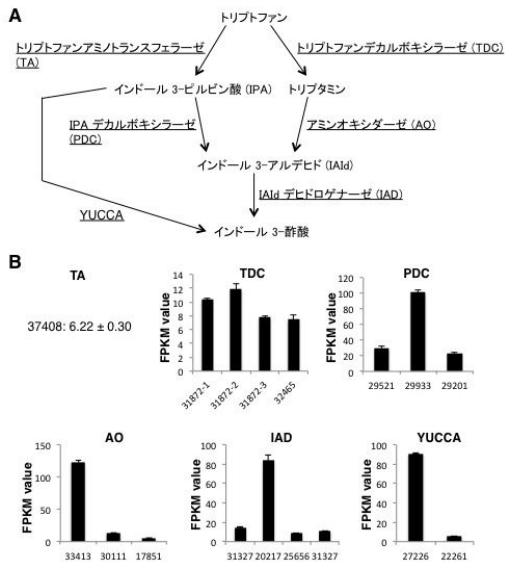 A
トリプトファン
トリプトファンアミノトランスフェラーゼ
(TA)
トリプトファンデカルボキシラーゼ (TDC)
インドール 3-ピルビン酸 (IPA)
トリプタミン
IPA デカルボキシラーゼ
(PDC)
アミンオキシダーゼ (AO)
インドール 3-アルデヒド (IAld)
IAld デヒドロゲナーゼ (IAD)
YUCCA
インドール 3-酢酸
B
TA
37408: 6.22 ± 0.30
TDC
FPKM value
14
12
10
8
6
4
2
0
31872-1
31872-2
31872-3
32465
PDC
FPKM value
120
100
80
60
40
20
0
29521
29933
29201
AO
FPKM value
150
100
50
0
33413
30111
17851
IAD
FPKM value
100
80
60
40
20
0
31327
20217
25656
31327
YUCCA
FPKM value
100
80
60
40
20
0
27226
22261